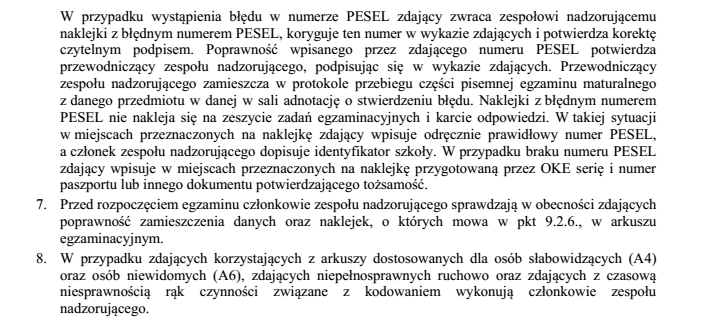 W przypadku wystąpienia błędu w numerze PESEL zdający zwraca zespołowi nadzorującemu
naklejki z błędnym numerem PESEL, koryguje ten numer w wykazie zdających i potwierdza korektę
czytelnym podpisem. Poprawność wpisanego przez zdającego numeru PESEL potwierdza
przewodniczący zespołu nadzorującego, podpisując się w wykazie zdających. Przewodniczący
zespołu nadzorującego zamieszcza w protokole przebiegu części pisemnej egzaminu maturalnego
z danego przedmiotu w danej w sali adnotację o stwierdzeniu błędu. Naklejki z błędnym numerem
PESEL nie nakleja się na zeszycie zadań egzaminacyjnych i karcie odpowiedzi. W takiej sytuacji
w miejscach przeznaczonych na naklejkę zdający wpisuje odręcznie prawidłowy numer PESEL,
a członek zespołu nadzorującego dopisuje identyfikator szkoły. W przypadku braku numeru PESEL
zdający wpisuje w miejscach przeznaczonych na naklejkę przygotowaną przez OKE serię i numer
paszportu lub innego dokumentu potwierdzającego tożsamość.
7. Przed rozpoczęciem egzaminu członkowie zespołu nadzorującego sprawdzają w obecności zdających
poprawność zamieszczenia danych oraz naklejek, o których mowa w pkt 9.2.6., w arkuszu
egzaminacyjnym.
8. W przypadku zdających korzystających z arkuszy dostosowanych dla osób słabowidzących (A4)
oraz osób niewidomych (A6), zdających niepełnosprawnych ruchowo oraz zdających z czasową
niesprawnością rąk czynności związane z kodowaniem wykonują członkowie zespołu
nadzorującego.